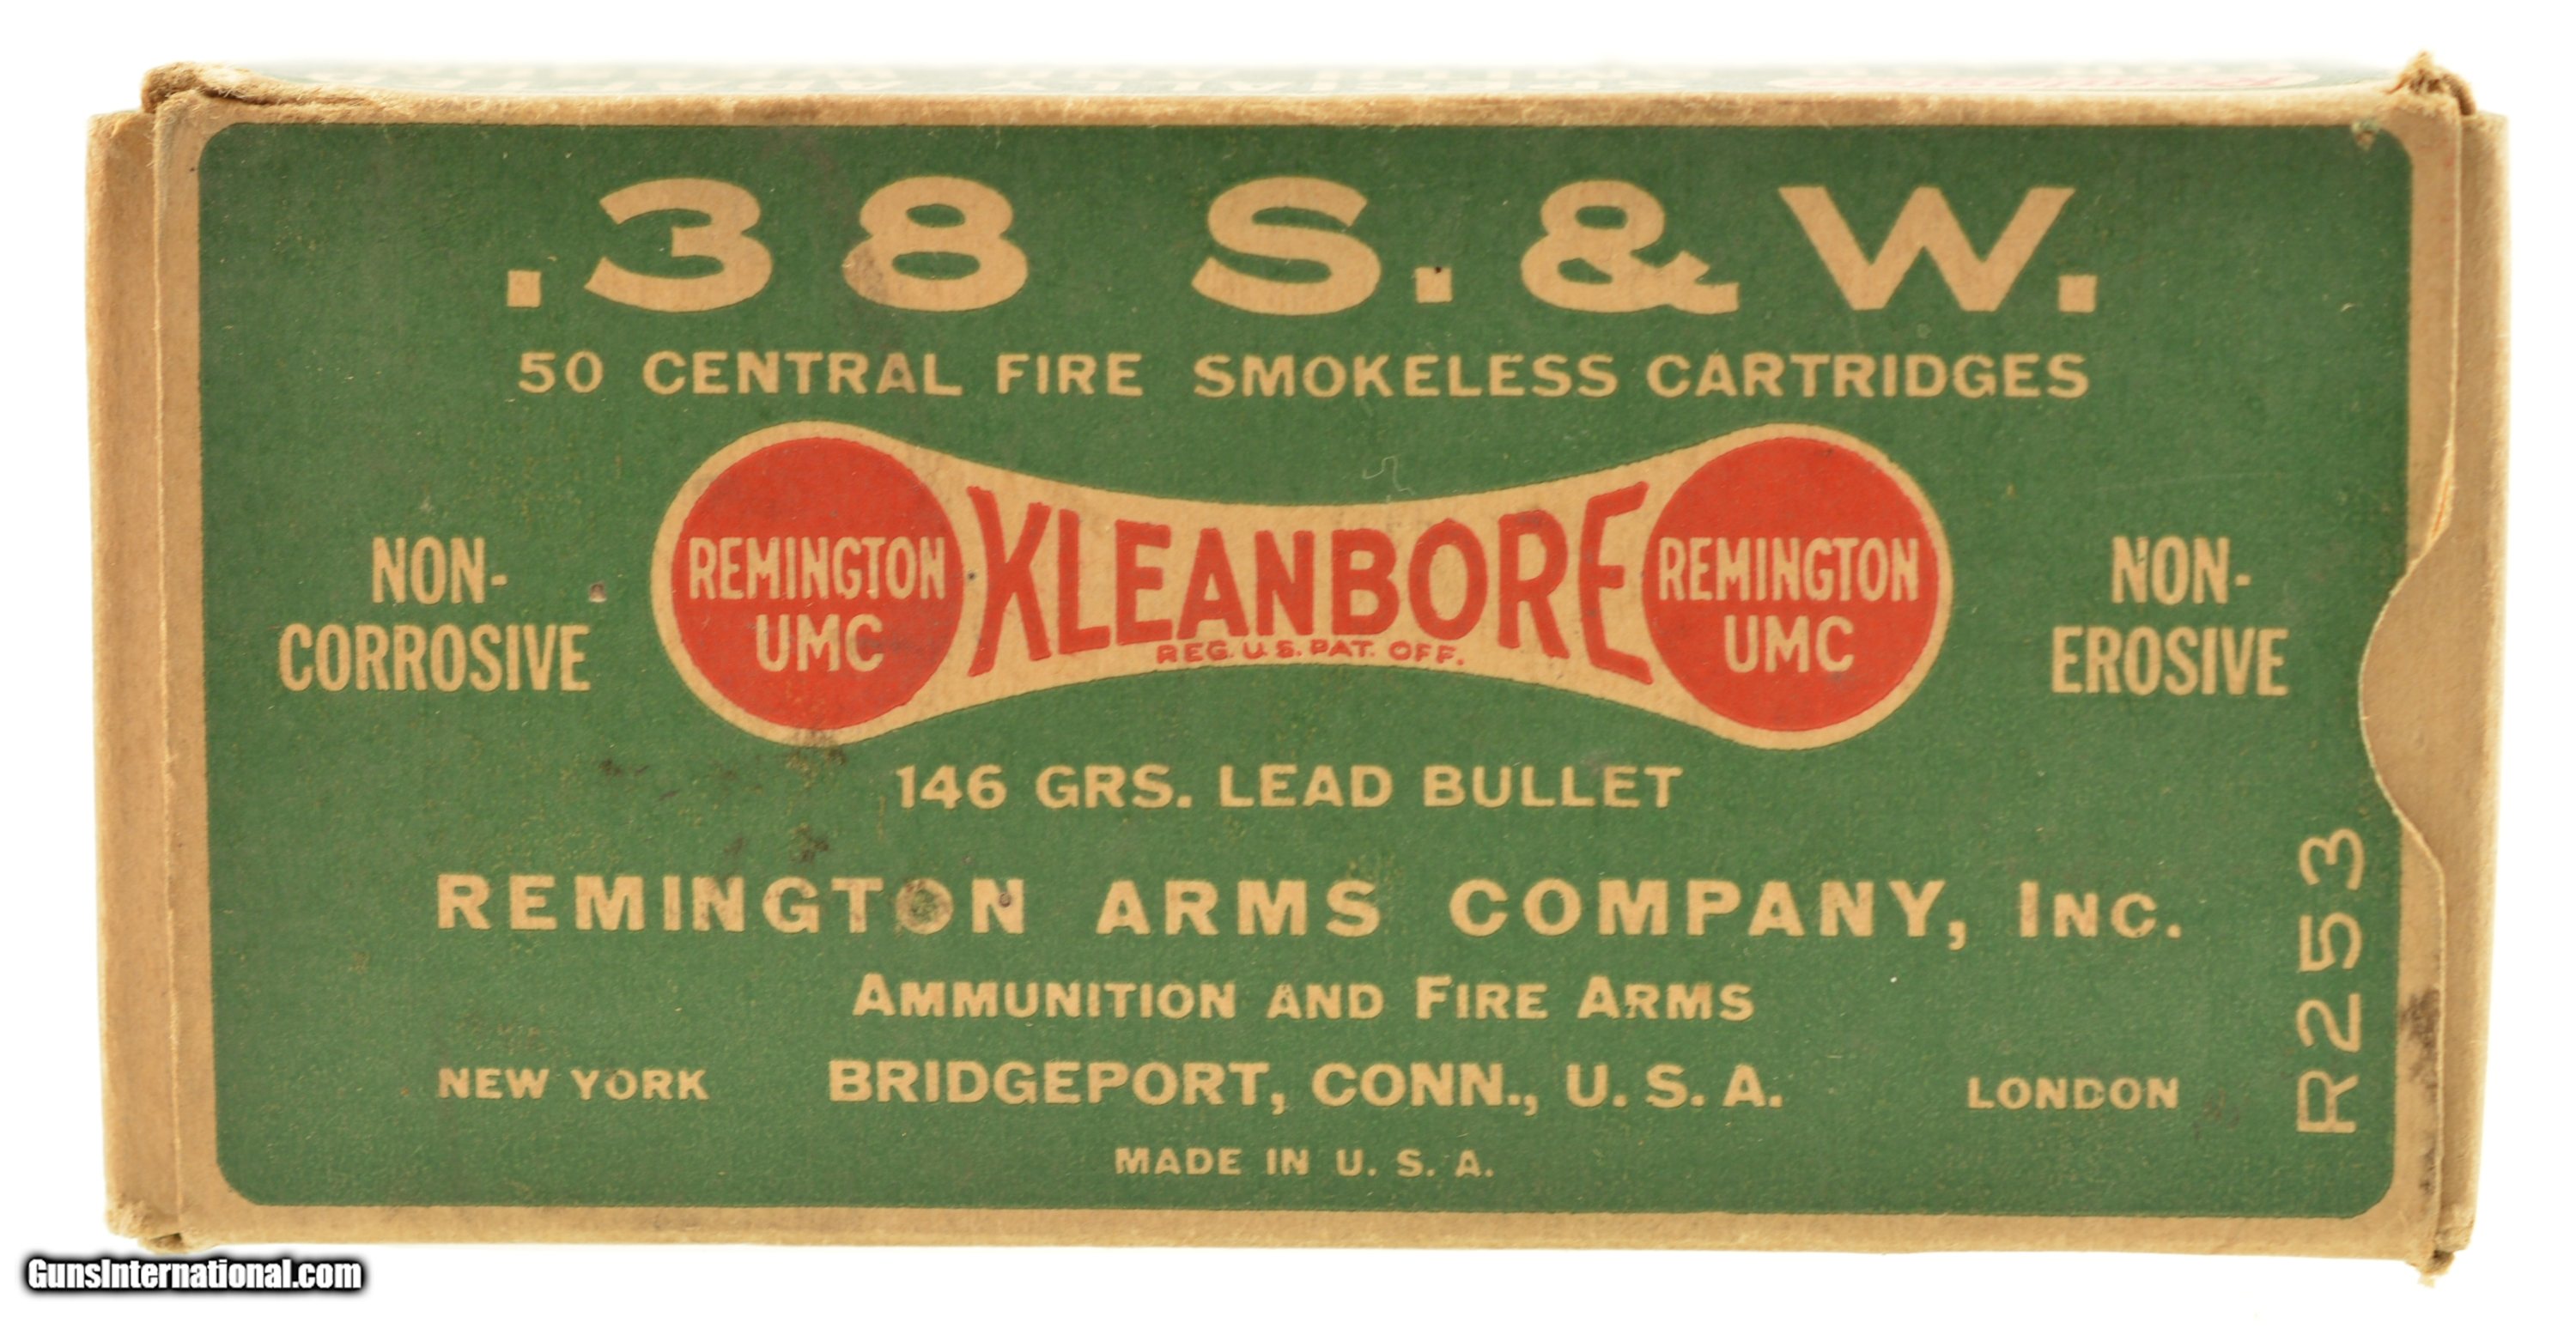 .38 S.&W.
50 CENTRAL FIRE SMOKELESS CARTRIDGES
NON-
CORROSIVE
REMINGTON
UMC
KLEANBORE
REG. U.S. PAT. OFF.
REMINGTON
UMC
NON-
EROSIVE
146 GRS. LEAD BULLET
REMINGTON ARMS COMPANY, INC.
AMMUNITION AND FIRE ARMS
NEW YORK BRIDGEPORT, CONN., U. S. A. LONDON
MADE IN U. S. A.
R253
GunsInternational.com